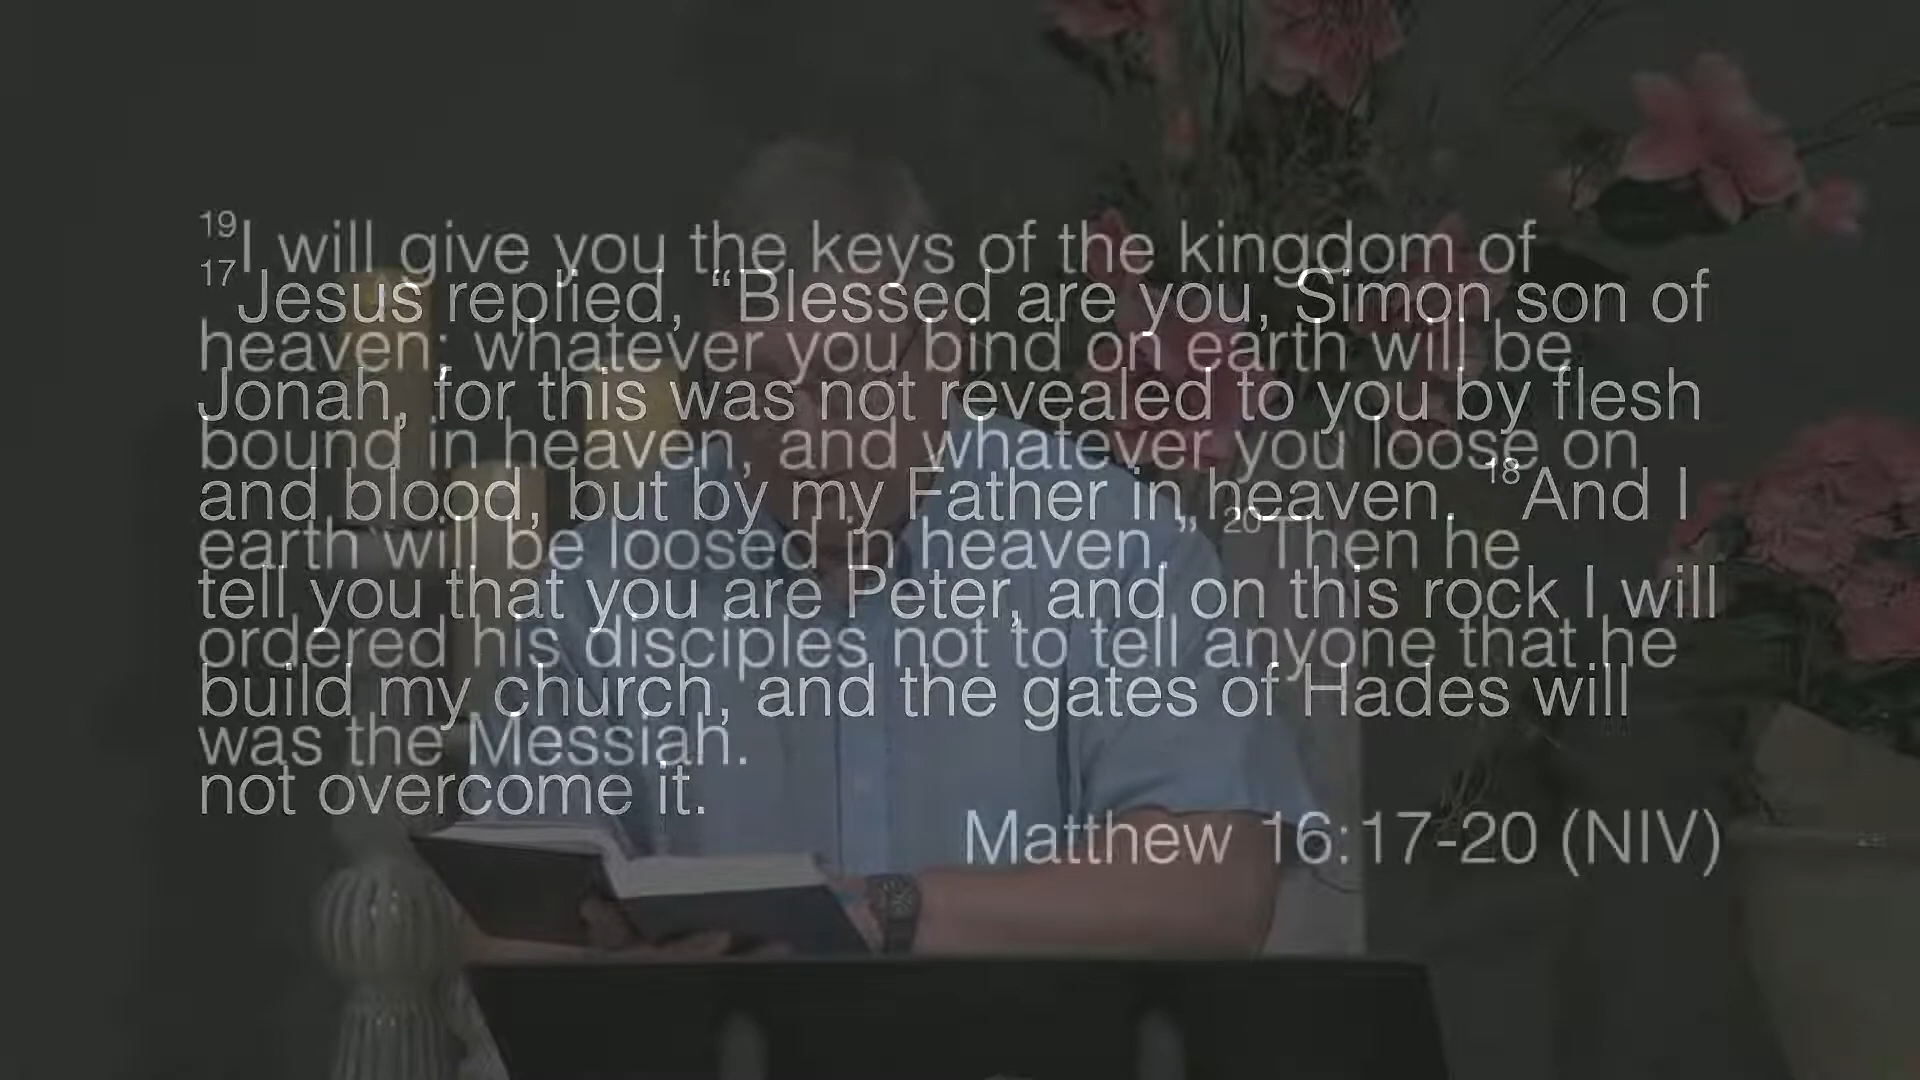 19I will give you the keys of the kingdom of
17Jesus replied, “Blessed are you, Simon son of
heaven; whatever you bind on earth will be
Jonah, for this was not revealed to you by flesh
bound in heaven, and whatever you loose on
and blood, but by my Father in heaven. 18And I
earth will be loosed in heaven.” 20Then he
tell you that you are Peter, and on this rock I will
ordered his disciples not to tell anyone that he
build my church, and the gates of Hades will
was the Messiah.
not overcome it.
Matthew 16:17-20 (NIV)